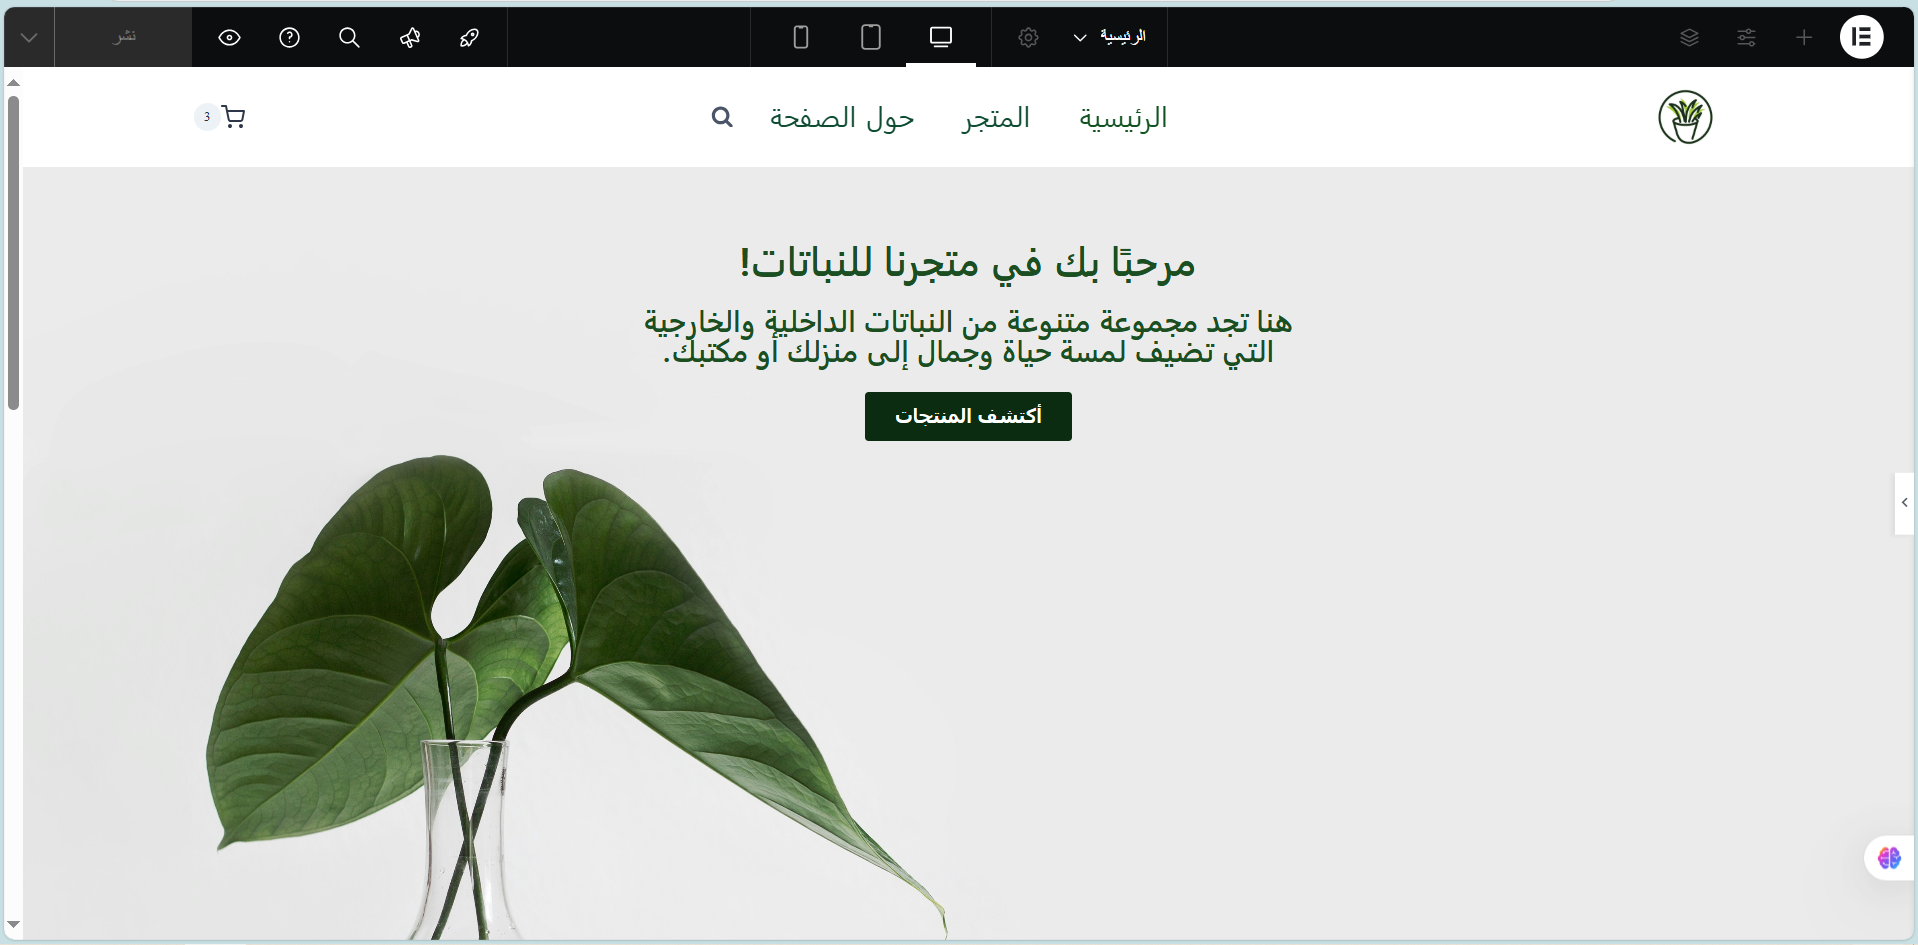 الرئيسية
نشر
الرئيسية
المتجر
حول الصفحة
3
مرحبًا بك في متجرنا للنباتات!
هنا تجد مجموعة متنوعة من النباتات الداخلية والخارجية
التي تضيف لمسة حياة وجمال إلى منزلك أو مكتبك.
أكتشف المنتجات